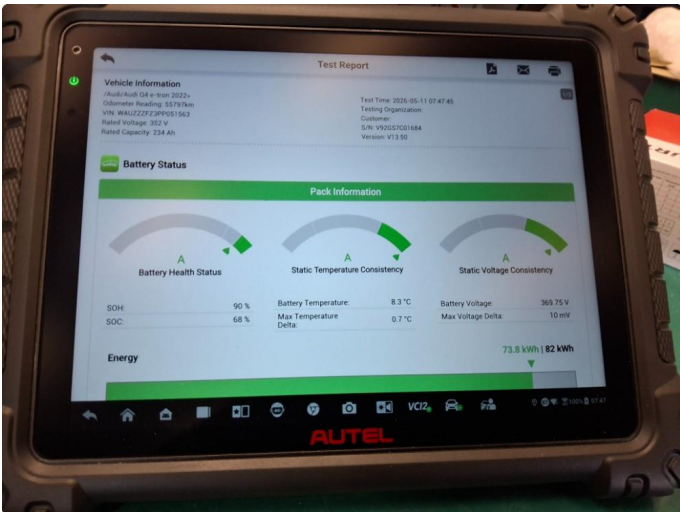 Test Report
Vehicle Information
/Audi/Audi Q4 e-tron 2022>
Odometer Reading: 55797km
VIN: WAUZZZFZ3PP051563
Rated Voltage: 352 V
Rated Capacity: 234 Ah
Test Time: 2026-05-11 07:47:45
Testing Organization:
Customer:
S/N: V92GS7C01684
Version: V13.50
Battery Status
Pack Information
A
Battery Health Status
A
Static Temperature Consistency
A
Static Voltage Consistency
SOH: 90 %
SOC: 68 %
Battery Temperature: 8.3 °C
Max Temperature
Delta: 0.7 °C
Battery Voltage: 369.75 V
Max Voltage Delta: 10 mV
Energy
73.8 kWh | 82 kWh
VCI2
100% 07:47
AUTEL